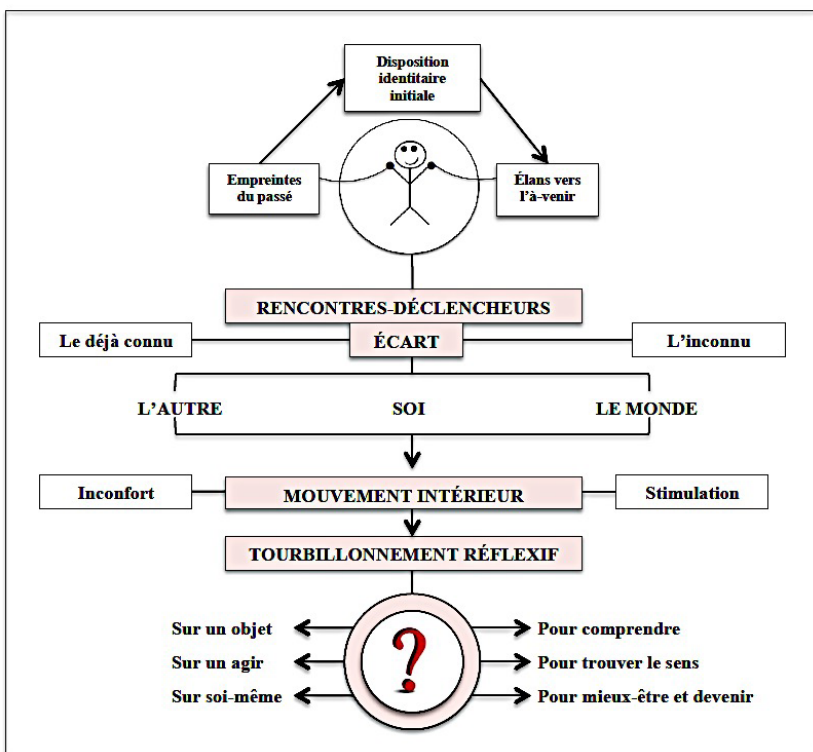 Disposition
identitaire
initiale
Empreintes
du passé
Élans vers
l'à-venir
RENCONTRES-DÉCLENCHEURS
Le déjà connu
ÉCART
L'inconnu
L'AUTRE
SOI
LE MONDE
Inconfort
MOUVEMENT INTÉRIEUR
Stimulation
TOURBILLONNEMENT RÉFLEXIF
Sur un objet
Pour comprendre
?
Sur un agir
Pour trouver le sens
Sur soi-même
Pour mieux-être et devenir